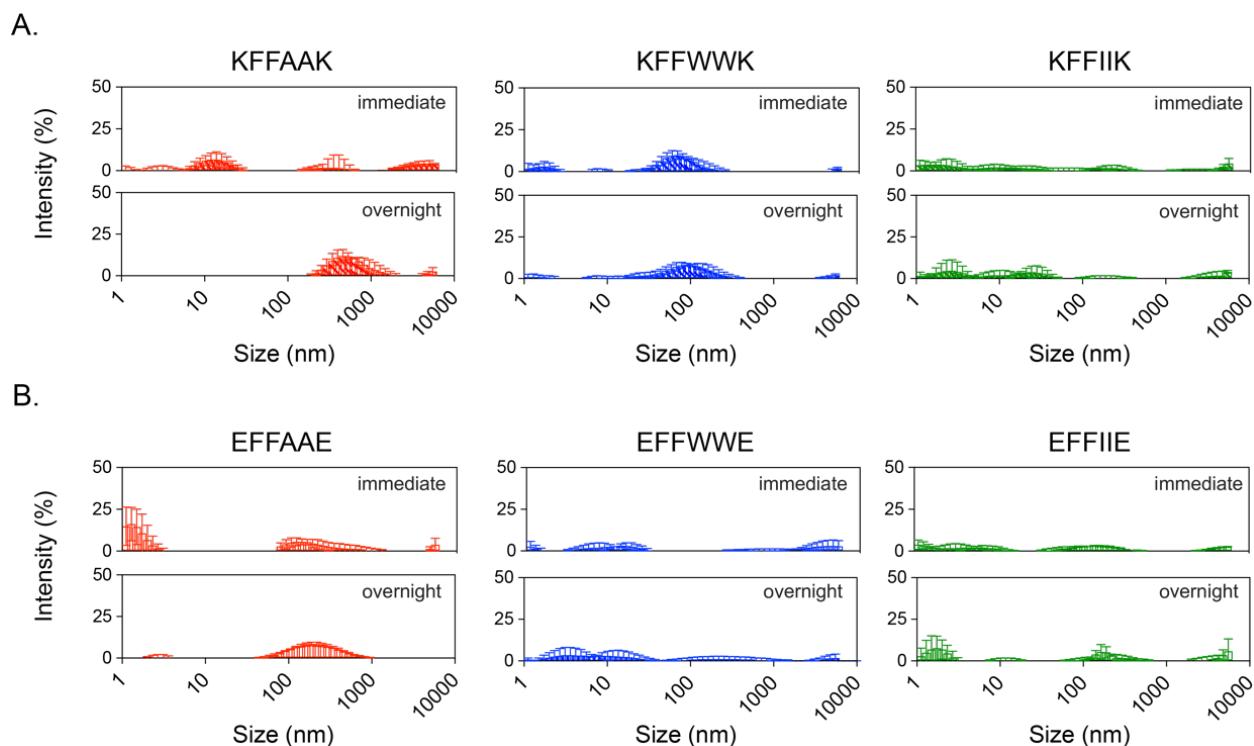 A.
KFFAAK KFFWWK KFFIIK
Intensity (%)
50 immediate 50 immediate 50 immediate
25 25 25
0 0 0
50 overnight 50 overnight 50 overnight
25 25 25
0 0 0
1 10 100 1000 10000 1 10 100 1000 10000 1 10 100 1000 10000
Size (nm) Size (nm) Size (nm)
B.
EFFAAE EFFWWE EFFIIE
Intensity (%)
50 immediate 50 immediate 50 immediate
25 25 25
0 0 0
50 overnight 50 overnight 50 overnight
25 25 25
0 0 0
1 10 100 1000 10000 1 10 100 1000 10000 1 10 100 1000 10000
Size (nm) Size (nm) Size (nm)